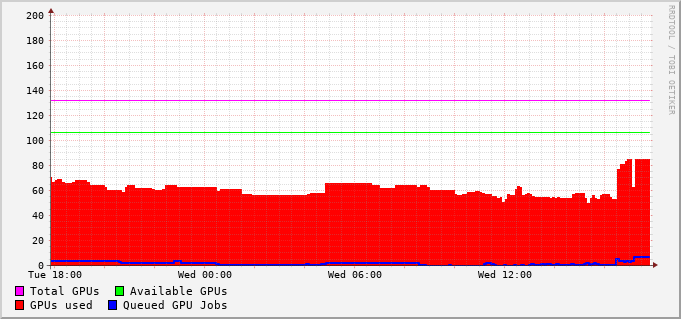 200
180
160
140
120
100
80
60
40
20
0
Tue 18:00 Wed 00:00 Wed 06:00 Wed 12:00
Total GPUs Available GPUs
GPUs used Queued GPU Jobs
RRDTOOL / TOBI OETIKER